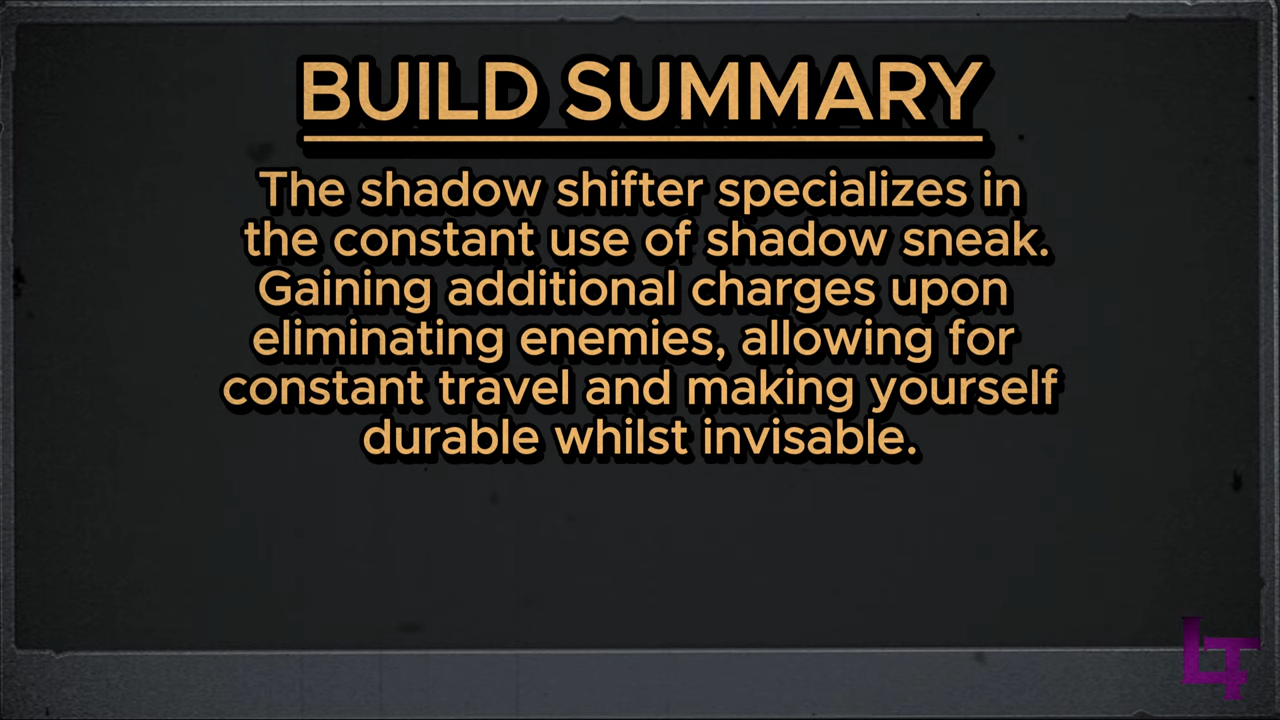 BUILD SUMMARY
The shadow shifter specializes in
the constant use of shadow sneak.
Gaining additional charges upon
eliminating enemies, allowing for
constant travel and making yourself
durable whilst invisable.
LT